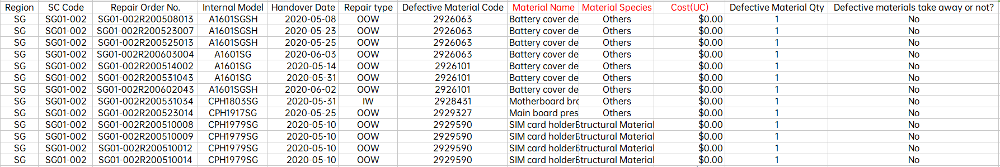 Region SC Code Repair Order No. Internal Model Handover Date Repair type Defective Material Code Material Name Material Species Cost(UC) Defective Material Qty Defective materials take away or not?
SG SG01-002 SG01-002R200508013 A1601SGSH 2020-05-08 OOW 2926063 Battery cover de Others $0.00 1 No
SG SG01-002 SG01-002R200523007 A1601SGSH 2020-05-23 OOW 2926063 Battery cover de Others $0.00 1 No
SG SG01-002 SG01-002R200525013 A1601SGSH 2020-05-25 OOW 2926063 Battery cover de Others $0.00 1 No
SG SG01-002 SG01-002R200603004 A1601SG 2020-06-03 OOW 2926063 Battery cover de Others $0.00 1 No
SG SG01-002 SG01-002R200514002 A1601SG 2020-05-14 OOW 2926101 Battery cover de Others $0.00 1 No
SG SG01-002 SG01-002R200531043 A1601SG 2020-05-31 OOW 2926101 Battery cover de Others $0.00 1 No
SG SG01-002 SG01-002R200602043 A1601SGSH 2020-06-02 OOW 2926101 Battery cover de Others $0.00 1 No
SG SG01-002 SG01-002R200531034 CPH1803SG 2020-05-31 IW 2928431 Motherboard bro Others $0.00 1 No
SG SG01-002 SG01-002R200523014 CPH1917SG 2020-05-25 OOW 2929327 Main board pres Others $0.00 1 No
SG SG01-002 SG01-002R200510008 CPH1979SG 2020-05-10 OOW 2929590 SIM card holder tructural Material $0.00 1 No
SG SG01-002 SG01-002R200510009 CPH1979SG 2020-05-10 OOW 2929590 SIM card holder tructural Material $0.00 1 No
SG SG01-002 SG01-002R200510012 CPH1979SG 2020-05-10 OOW 2929590 SIM card holder tructural Material $0.00 1 No
SG SG01-002 SG01-002R200510014 CPH1979SG 2020-05-10 OOW 2929590 SIM card holder tructural Material $0.00 1 No